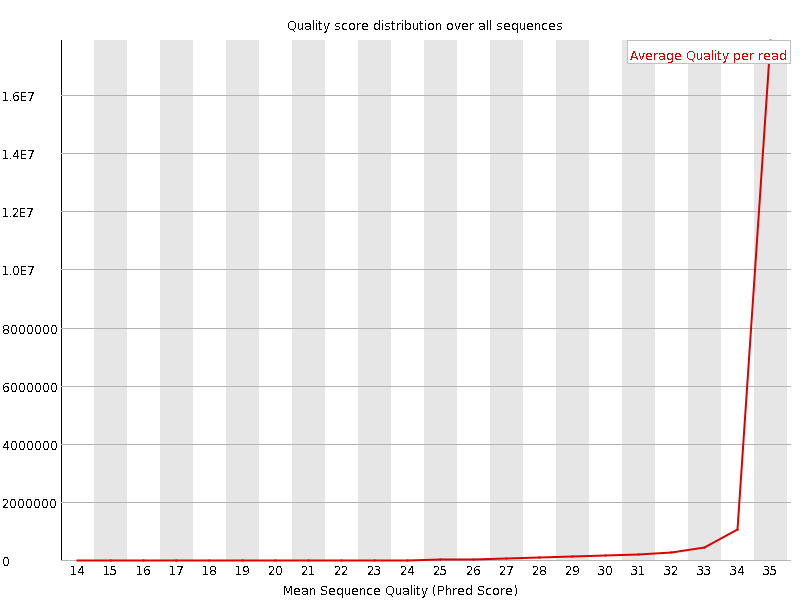 Quality score distribution over all sequences
Average Quality per read
1.6E7
1.4E7
1.2E7
1.0E7
8000000
6000000
4000000
2000000
0
14 15 16 17 18 19 20 21 22 23 24 25 26 27 28 29 30 31 32 33 34 35
Mean Sequence Quality (Phred Score)